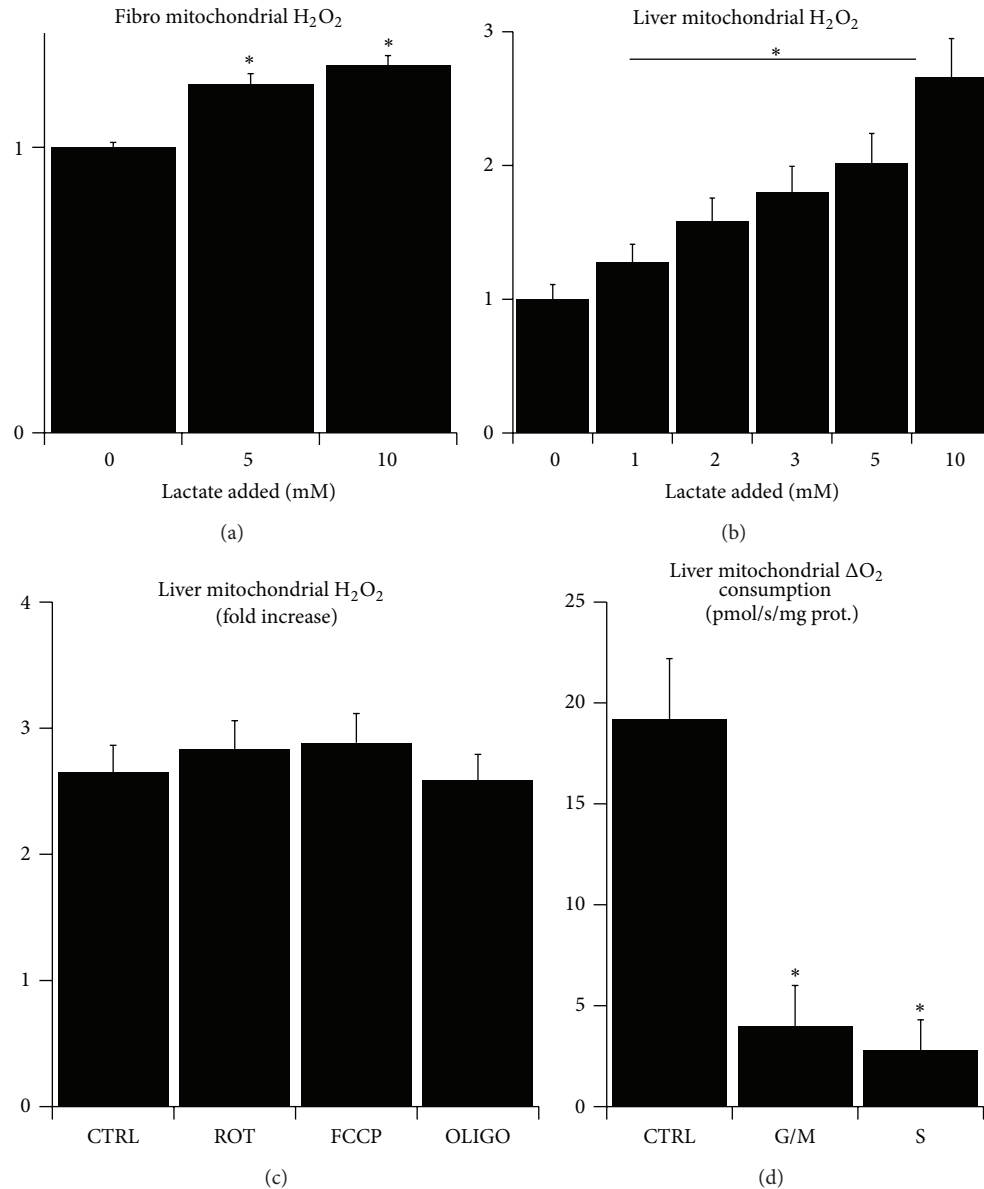 Fibro mitochondrial H₂O₂
*
*
1
0
0 5 10
Lactate added (mM)
(a)
Liver mitochondrial H₂O₂
3
*
2
1
0
0 1 2 3 5 10
Lactate added (mM)
(b)
Liver mitochondrial H₂O₂
(fold increase)
4
3
2
1
0
CTRL ROT FCCP OLIGO
(c)
Liver mitochondrial ΔO₂
consumption
(pmol/s/mg prot.)
25
20
15
10
5
0
*
*
CTRL G/M S
(d)